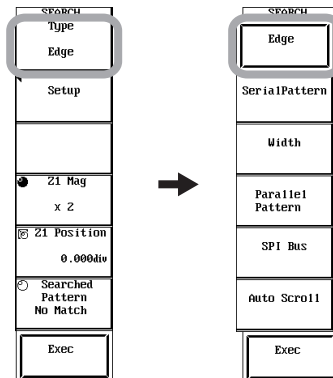 SEARCH
Type
Edge
Setup
Z1 Mag
x 2
Z1 Position
0.000div
Searched
Pattern
No Match
Exec
SEARCH
Edge
SerialPattern
Width
Parallel
Pattern
SPI Bus
Auto Scroll
Exec